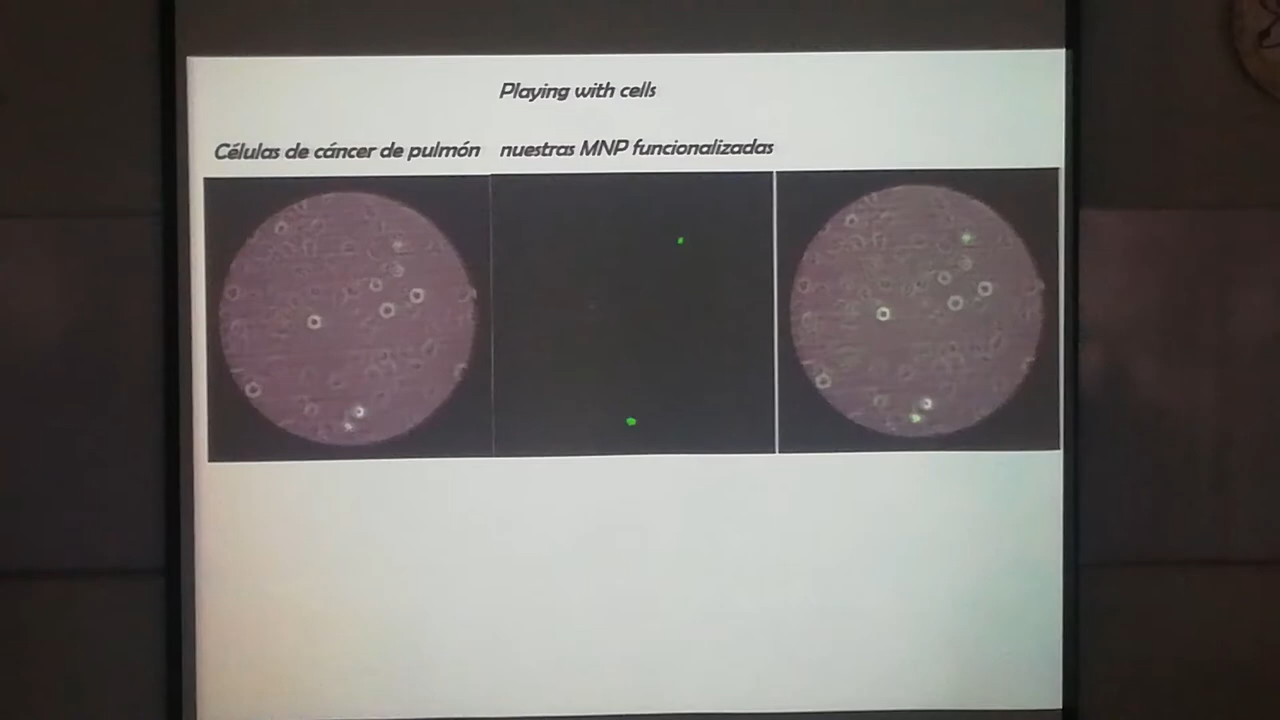 Playing with cells
Células de cáncer de pulmón nuestras MNP funcionalizadas